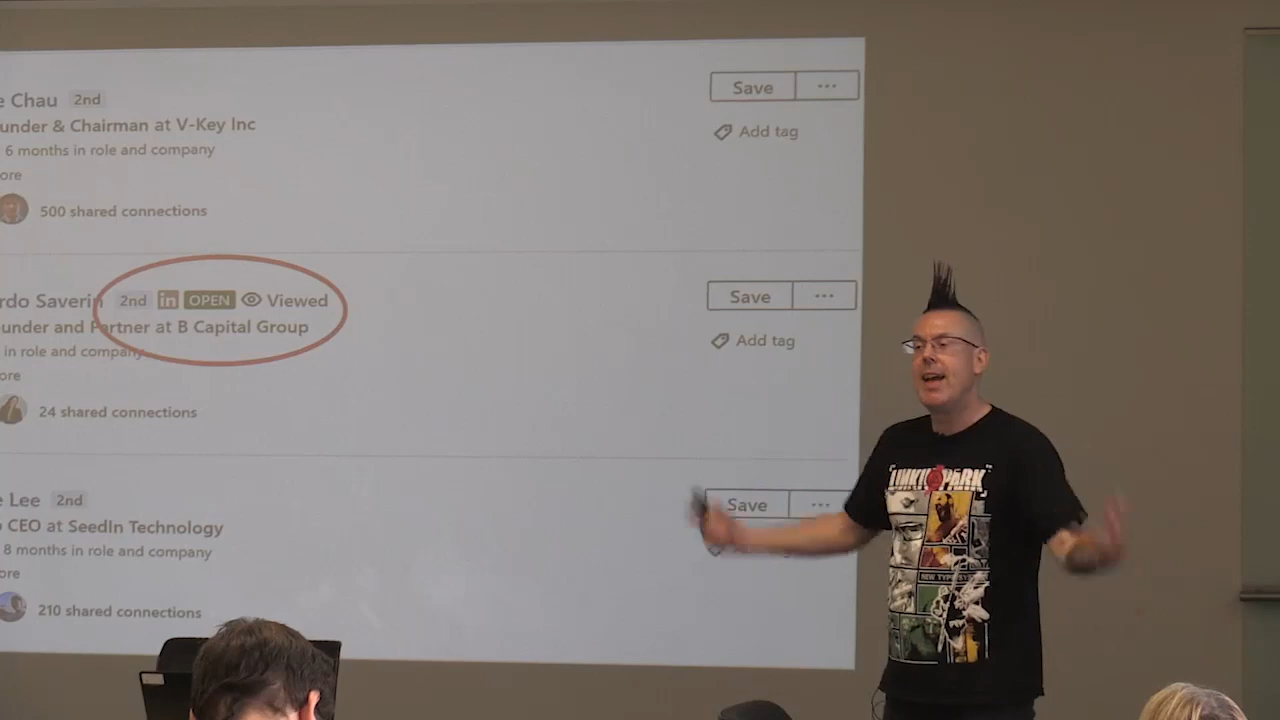 e Chau 2nd
under & Chairman at V-Key Inc
6 months in role and company
ore
500 shared connections
Save ...
Add tag
rdo Saverin 2nd in OPEN Viewed
ounder and Partner at B Capital Group
in role and company
ore
24 shared connections
Save ...
Add tag
e Lee 2nd
CEO at SeedIn Technology
8 months in role and company
ore
210 shared connections
Save ...
LINKIN PARK